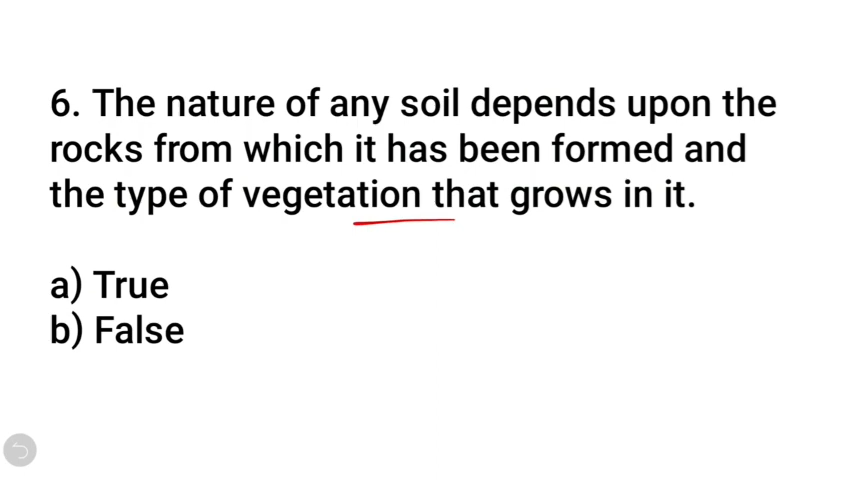 6. The nature of any soil depends upon the
rocks from which it has been formed and
the type of vegetation that grows in it.
a) True
b) False